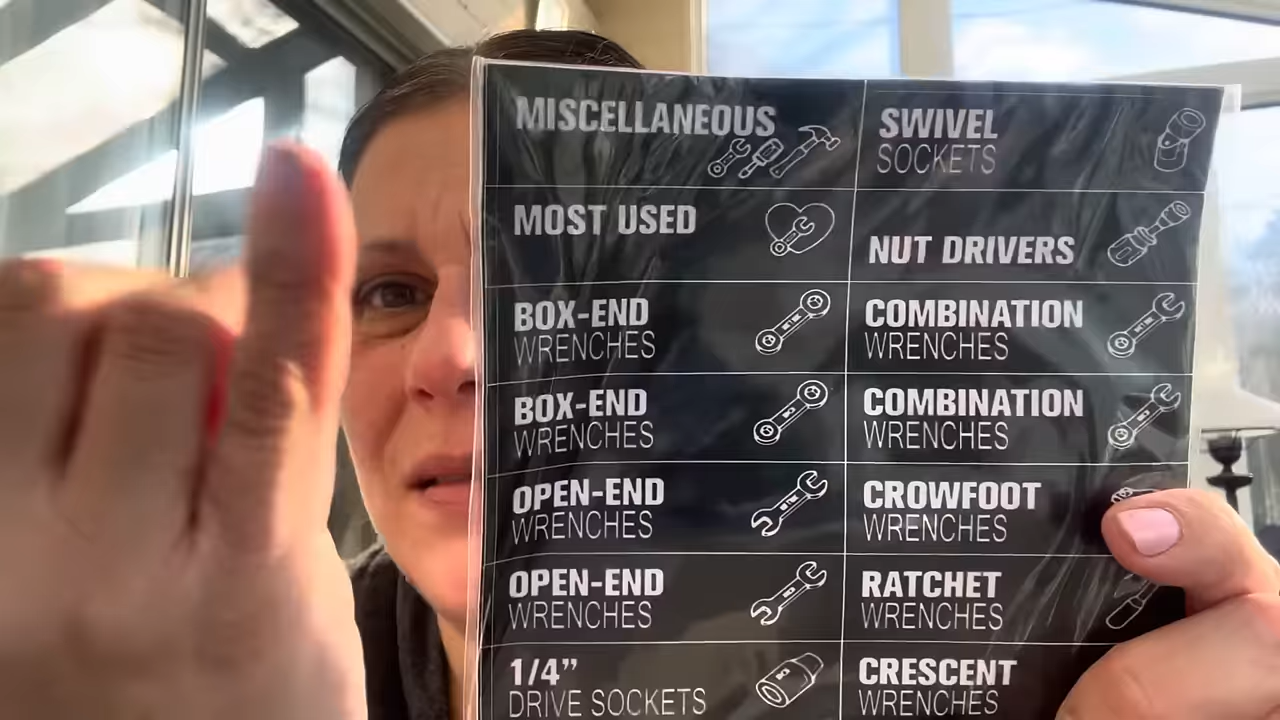 MISCELLANEOUS
MOST USED
BOX-END
WRENCHES
BOX-END
WRENCHES
OPEN-END
WRENCHES
OPEN-END
WRENCHES
1/4”
DRIVE SOCKETS
SWIVEL
SOCKETS
NUT DRIVERS
COMBINATION
WRENCHES
COMBINATION
WRENCHES
CROWFOOT
WRENCHES
RATCHET
WRENCHES
CRESCENT
WRENCHES